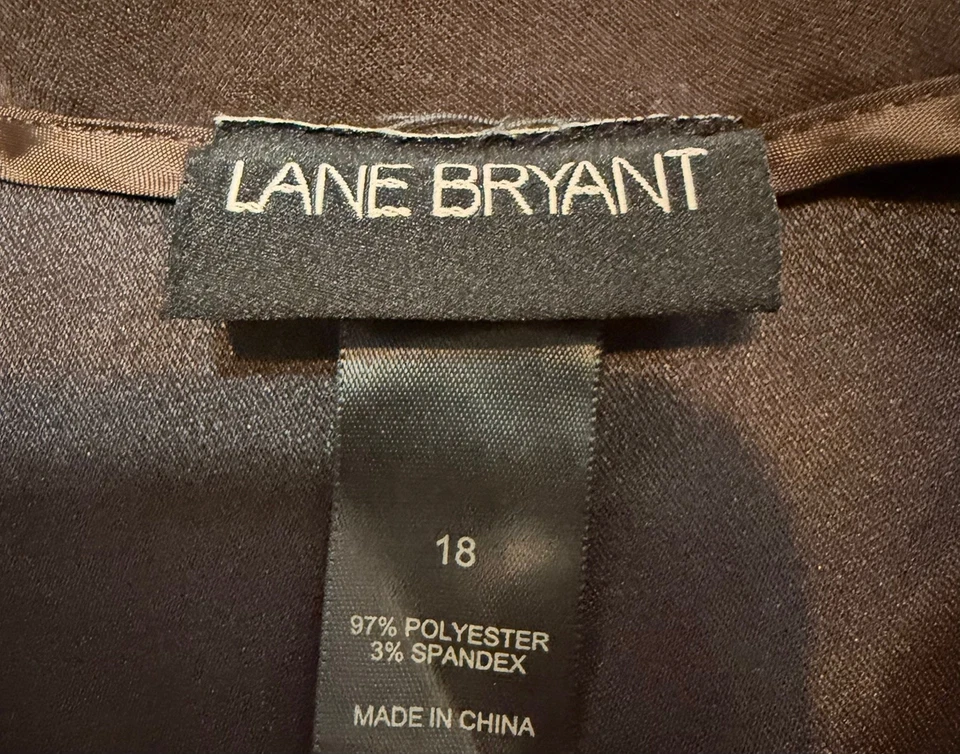 LANE BRYANT
18
97% POLYESTER
3% SPANDEX
MADE IN CHINA